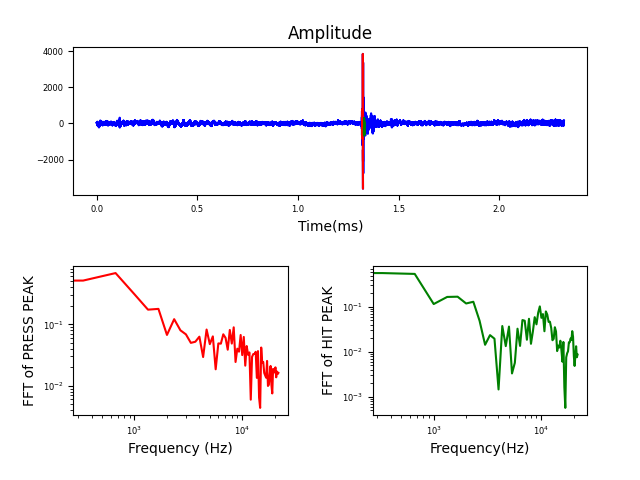 Amplitude
4000
2000
0
−2000
0.0 0.5 1.0 1.5 2.0
Time(ms)
FFT of PRESS PEAK
10⁻¹
10⁻²
10³ 10⁴
Frequency (Hz)
FFT of HIT PEAK
10⁻¹
10⁻²
10⁻³
10³ 10⁴
Frequency(Hz)